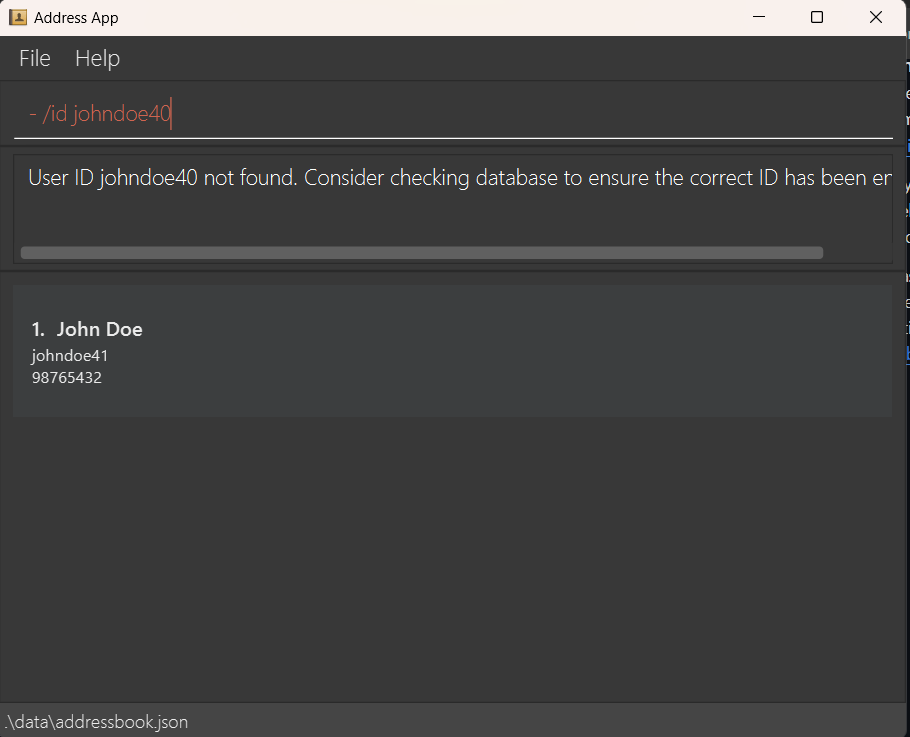 Address App
File Help
- /id johndoe40
User ID johndoe40 not found. Consider checking database to ensure the correct ID has been
1. John Doe
johndoe41
98765432
.\data\addressbook.json